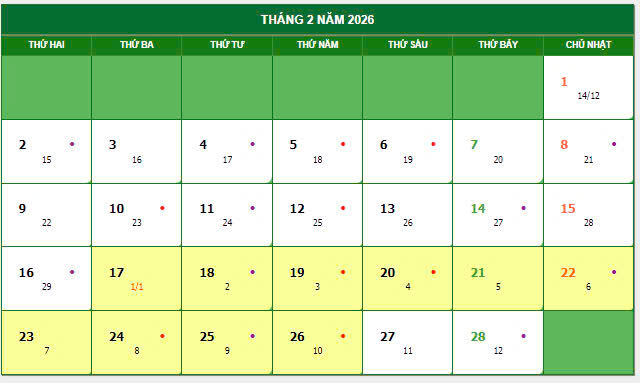 THÁNG 2 NĂM 2026
THỨ HAI THỨ BA THỨ TƯ THỨ NĂM THỨ SÁU THỨ BẢY CHỦ NHẬT
1
14/12
2 3 4 5 6 7 8
15 16 17 18 19 20 21
9 10 11 12 13 14 15
22 23 24 25 26 27 28
16 17 18 19 20 21 22
29 1/1 2 3 4 5 6
23 24 25 26 27 28
7 8 9 10 11 12